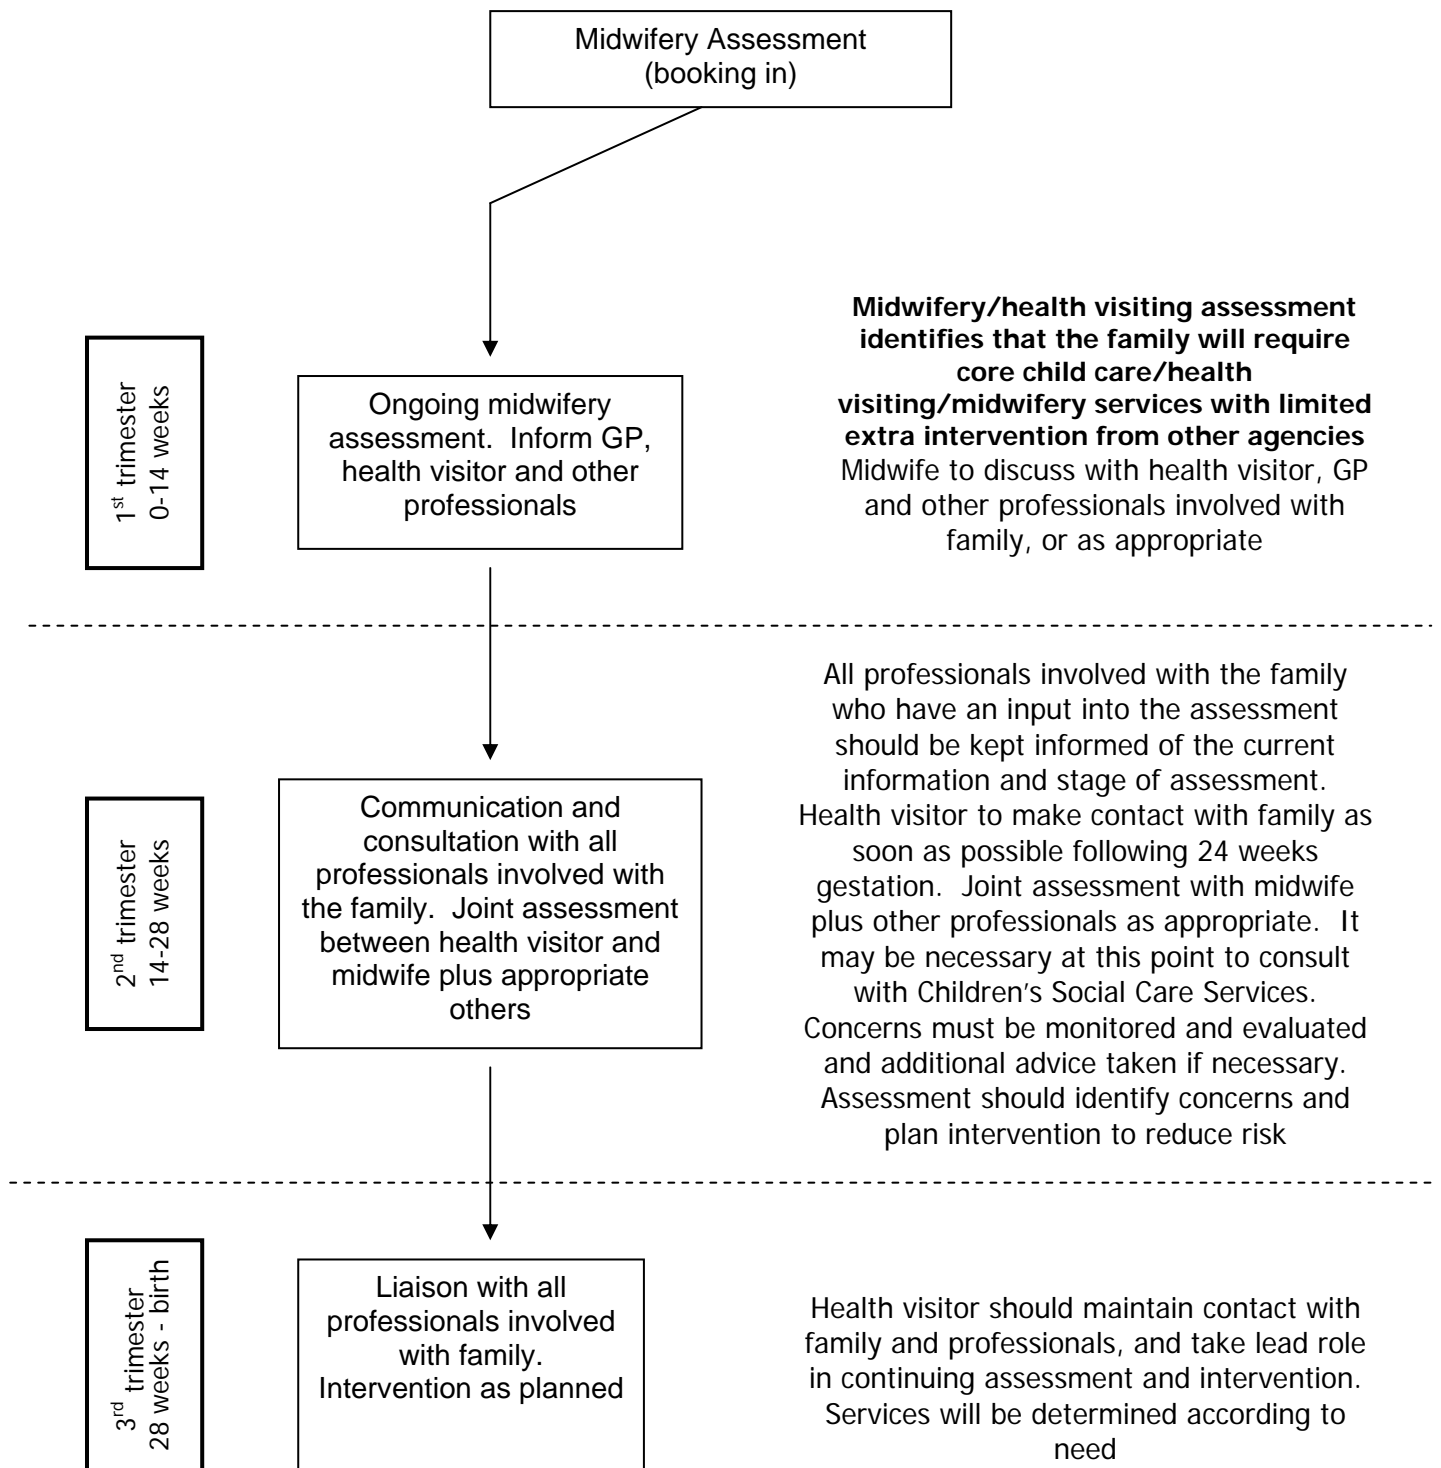 Midwifery Assessment
(booking in)
1st trimester
0-14 weeks
Ongoing midwifery
assessment.  Inform GP,
health visitor and other
professionals
Midwifery/health visiting assessment
identifies that the family will require
core child care/health
visiting/midwifery services with limited
extra intervention from other agencies
Midwife to discuss with health visitor, GP
and other professionals involved with
family, or as appropriate
2nd trimester
14-28 weeks
Communication and
consultation with all
professionals involved with
the family.  Joint assessment
between health visitor and
midwife plus appropriate
others
All professionals involved with the family
who have an input into the assessment
should be kept informed of the current
information and stage of assessment.
Health visitor to make contact with family as
soon as possible following 24 weeks
gestation.  Joint assessment with midwife
plus other professionals as appropriate.  It
may be necessary at this point to consult
with Children's Social Care Services.
Concerns must be monitored and evaluated
and additional advice taken if necessary.
Assessment should identify concerns and
plan intervention to reduce risk
3rd trimester
28 weeks - birth
Liaison with all
professionals involved
with family.
Intervention as planned
Health visitor should maintain contact with
family and professionals, and take lead role
in continuing assessment and intervention.
Services will be determined according to
need